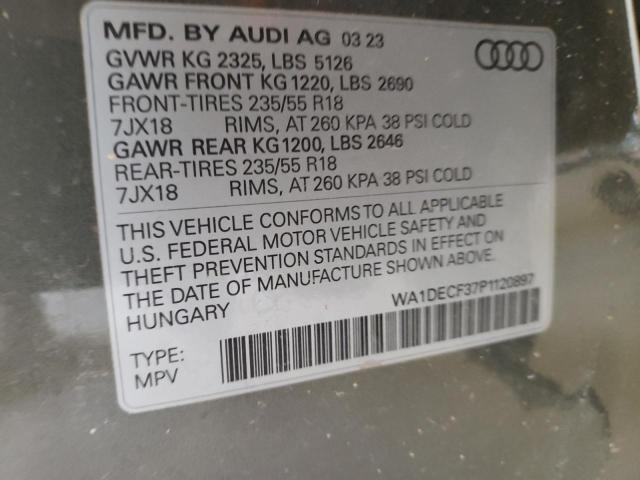 MFD. BY AUDI AG 03 23
GVWR KG 2325, LBS 5126
GAWR FRONT KG 1220, LBS 2690
FRONT-TIRES 235/55 R18
7JX18 RIMS, AT 260 KPA 38 PSI COLD
GAWR REAR KG 1200, LBS 2646
REAR-TIRES 235/55 R18
7JX18 RIMS, AT 260 KPA 38 PSI COLD
THIS VEHICLE CONFORMS TO ALL APPLICABLE
U.S. FEDERAL MOTOR VEHICLE SAFETY AND
THEFT PREVENTION STANDARDS IN EFFECT ON
THE DATE OF MANUFACTURE SHOWN ABOVE.
HUNGARY
WA1DECF37P1120897
TYPE:
MPV